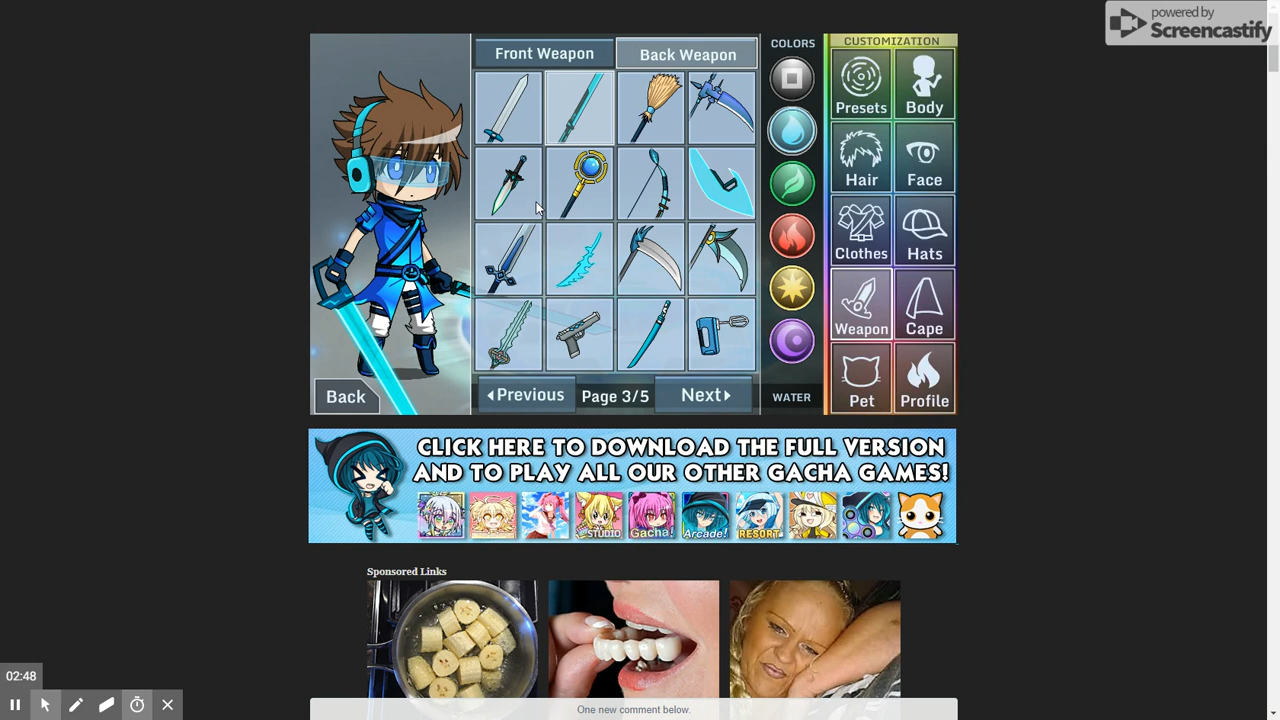 powered by
Screencastify
Front Weapon
Back Weapon
COLORS
CUSTOMIZATION
Presets
Body
Hair
Face
Clothes
Hats
Weapon
Cape
Pet
Profile
Back
Previous
Page 3/5
Next
WATER
CLICK HERE TO DOWNLOAD THE FULL VERSION
AND TO PLAY ALL OUR OTHER GACHA GAMES!
STUDIO
Gacha!
Arcade!
RESORT
Sponsored Links
02:48
One new comment below.